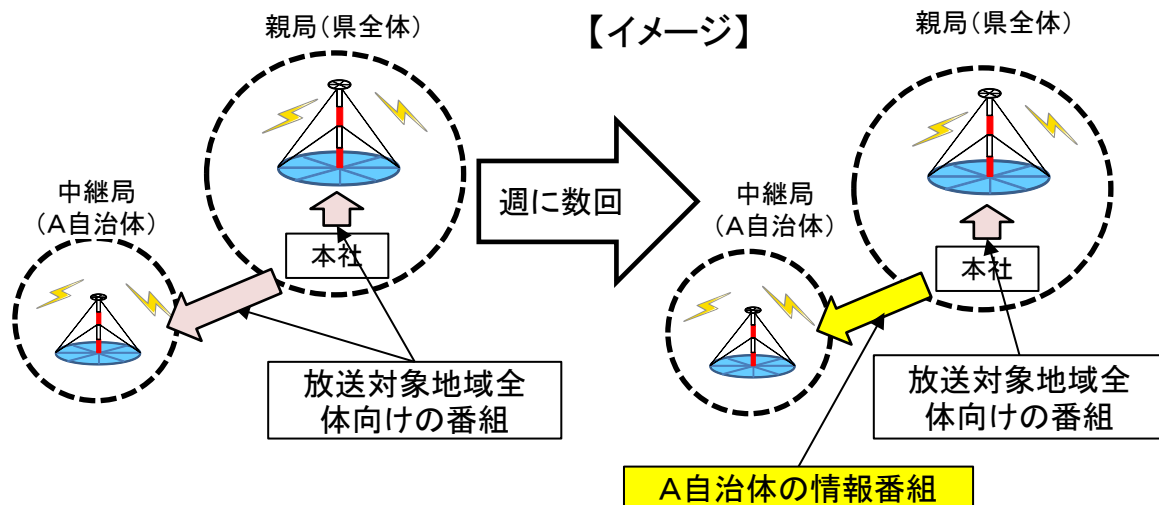 親局(県全体)
【イメージ】
親局(県全体)
中継局
(A自治体)
本社
週に数回
中継局
(A自治体)
本社
放送対象地域全
体向けの番組
放送対象地域全
体向けの番組
A自治体の情報番組